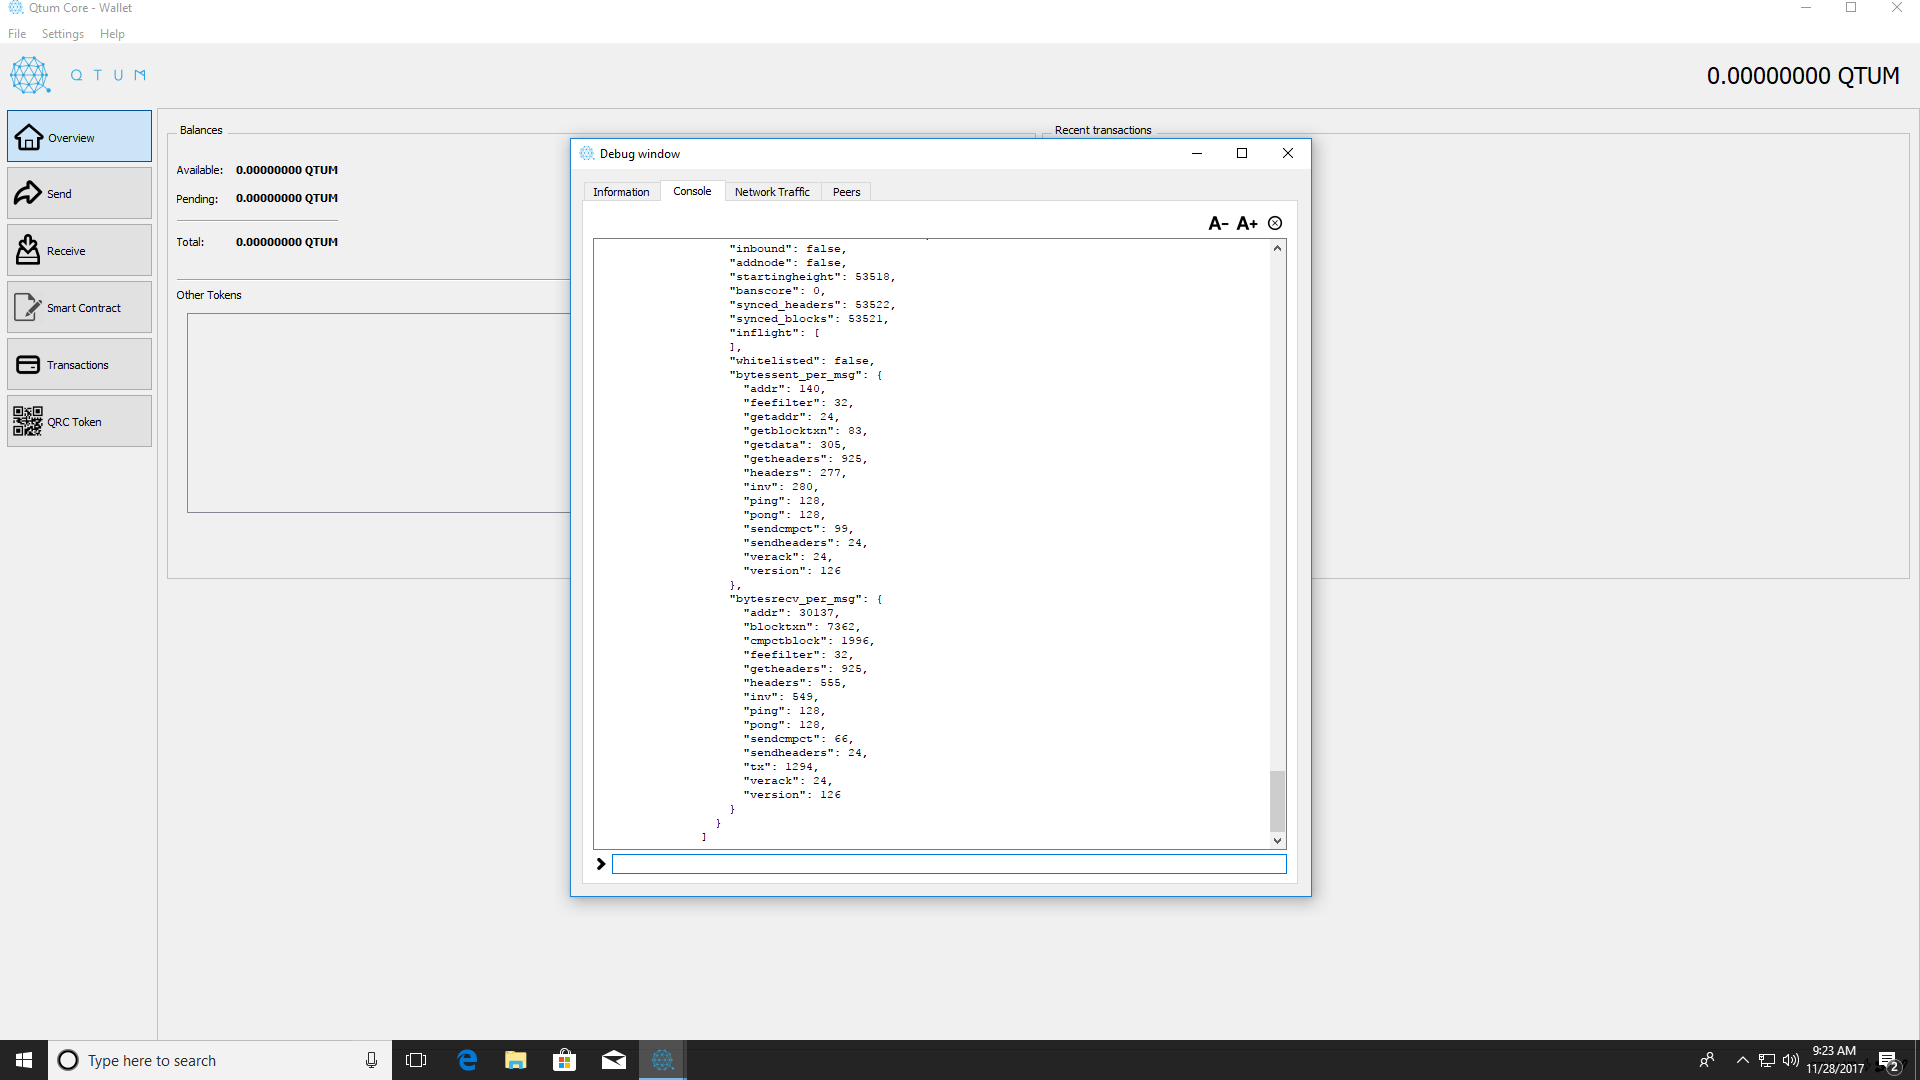 Qtum Core - Wallet
File Settings Help
QTUM
0.00000000 QTUM
Overview
Send
Receive
Smart Contract
Transactions
QRC Token
Balances
Available: 0.00000000 QTUM
Pending: 0.00000000 QTUM
Total: 0.00000000 QTUM
Other Tokens
Recent transactions
Debug window
Information Console Network Traffic Peers
A- A+
"inbound": false,
"addnode": false,
"startingheight": 53518,
"banscore": 0,
"synced_headers": 53522,
"synced_blocks": 53521,
"inflight": [
],
"whitelisted": false,
"bytessent_per_msg": {
"addr": 140,
"feefilter": 32,
"getaddr": 24,
"getblocktxn": 83,
"getdata": 305,
"getheaders": 925,
"headers": 277,
"inv": 280,
"ping": 128,
"pong": 128,
"sendcmpct": 99,
"sendheaders": 24,
"verack": 24,
"version": 126
},
"bytesrecv_per_msg": {
"addr": 30137,
"blocktxn": 7362,
"cmpctblock": 1996,
"feefilter": 32,
"getheaders": 925,
"headers": 555,
"inv": 549,
"ping": 128,
"pong": 128,
"sendcmpct": 66,
"sendheaders": 24,
"tx": 1294,
"verack": 24,
"version": 126
}
}
]
Type here to search
9:23 AM
11/28/2017
2